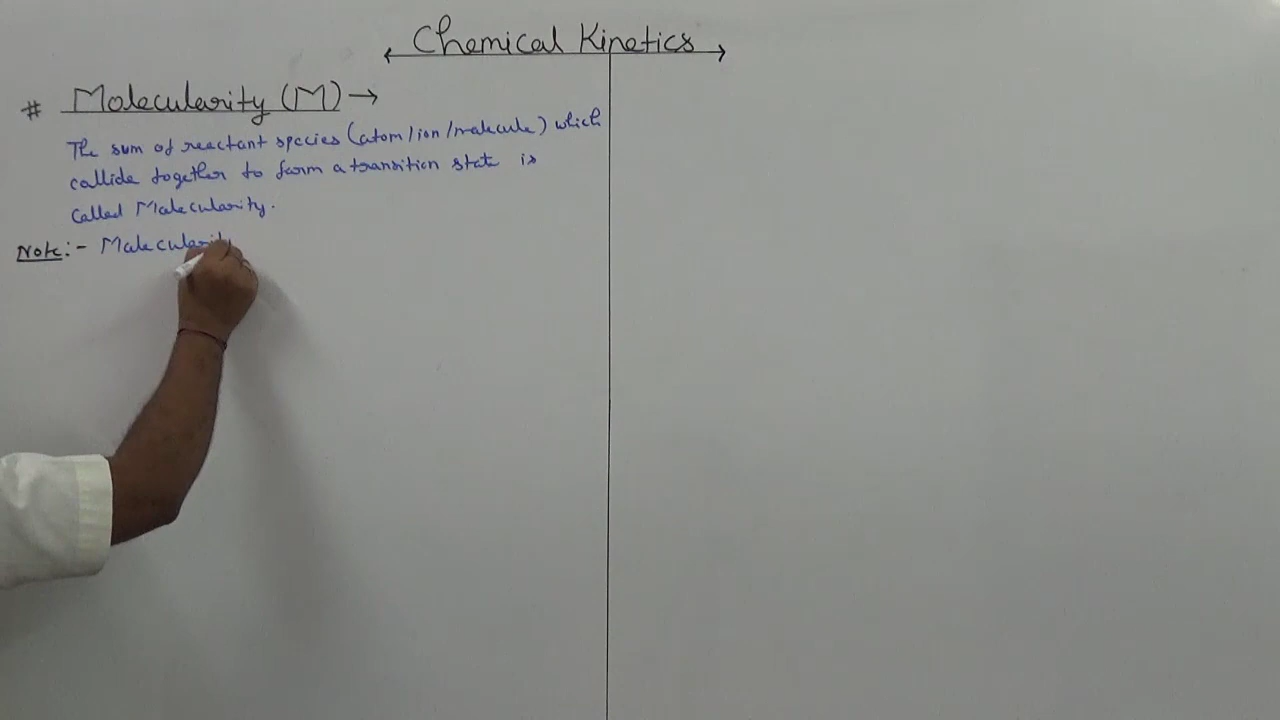 Chemical Kinetics
# Molecularity (M) →
The sum of reactant species (atom/ion/molecule) which
collide together to form a transition state is
called Molecularity.
Note:- Molecularity